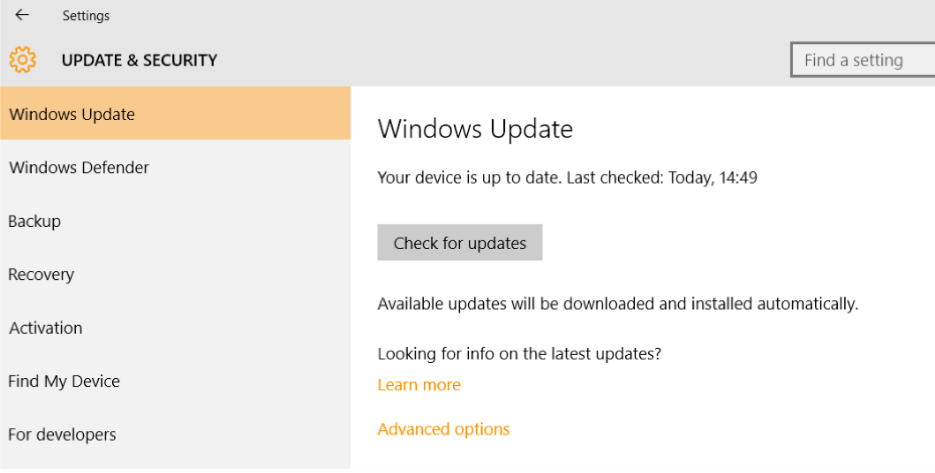 Settings
UPDATE & SECURITY
Find a setting
Windows Update
Windows Defender
Backup
Recovery
Activation
Find My Device
For developers
Windows Update
Your device is up to date. Last checked: Today, 14:49
Check for updates
Available updates will be downloaded and installed automatically.
Looking for info on the latest updates?
Learn more
Advanced options